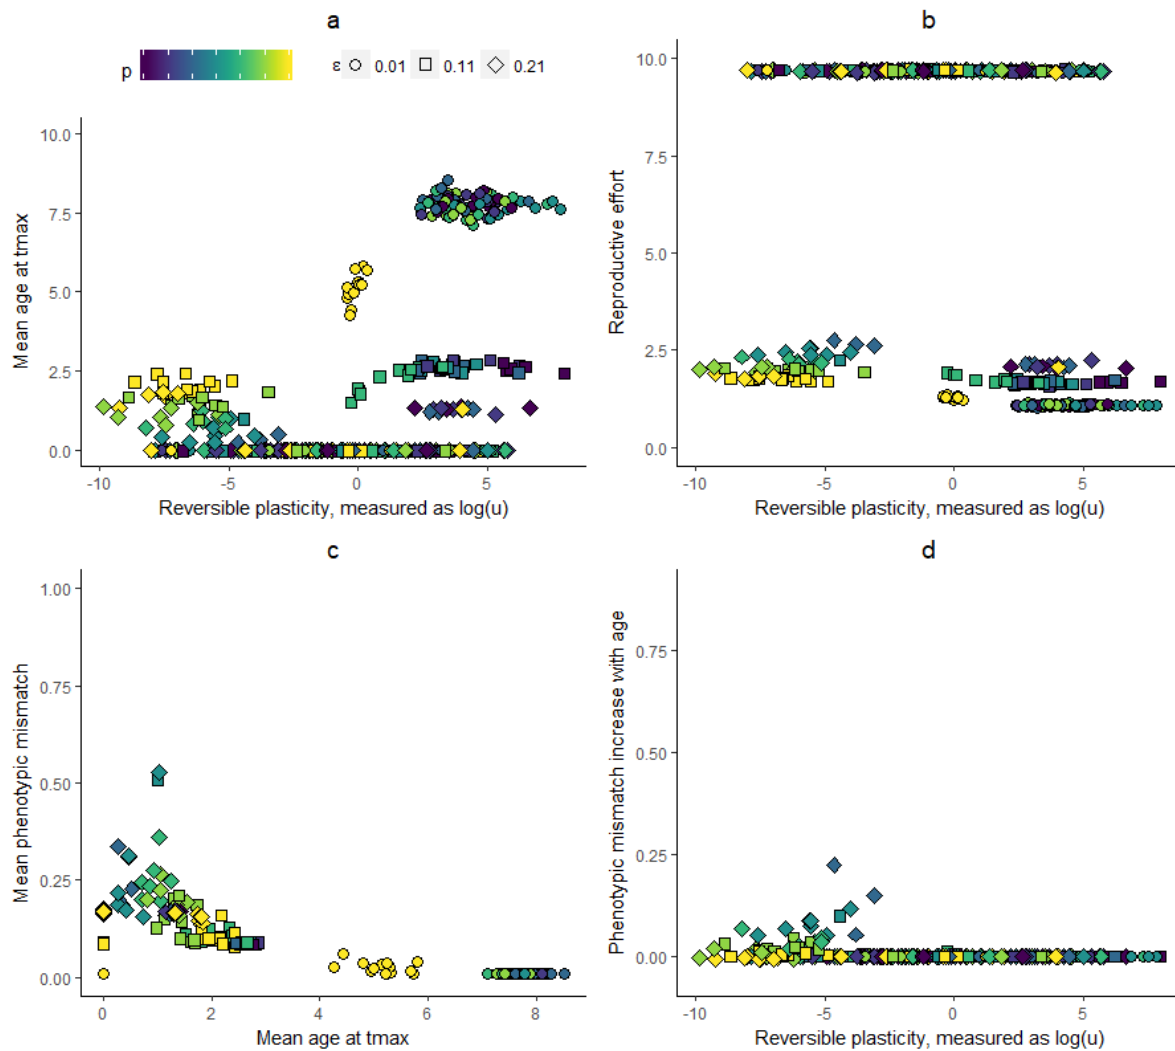 a
p
ε 0.01 0.11 0.21
10.0
7.5
5.0
2.5
0.0
Mean age at tmax
-10 -5 0 5
Reversible plasticity, measured as log(u)
b
10.0
7.5
5.0
2.5
0.0
Reproductive effort
-10 -5 0 5
Reversible plasticity, measured as log(u)
c
1.00
0.75
0.50
0.25
0.00
Mean phenotypic mismatch
0 2 4 6 8
Mean age at tmax
d
0.75
0.50
0.25
0.00
Phenotypic mismatch increase with age
-10 -5 0 5
Reversible plasticity, measured as log(u)